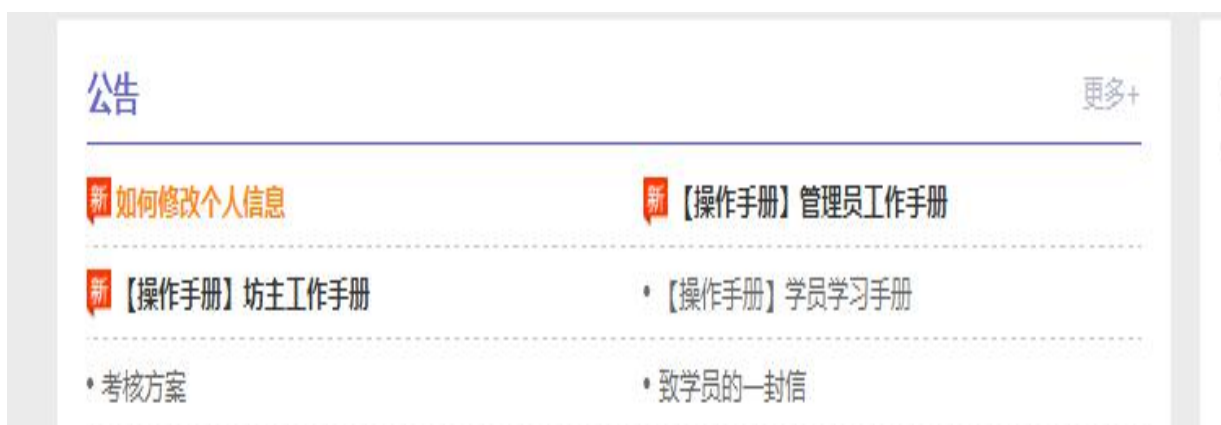 公告 更多+
新 如何修改个人信息 新 【操作手册】管理员工作手册
新 【操作手册】坊主工作手册 •【操作手册】学员学习手册
• 考核方案 • 致学员的一封信